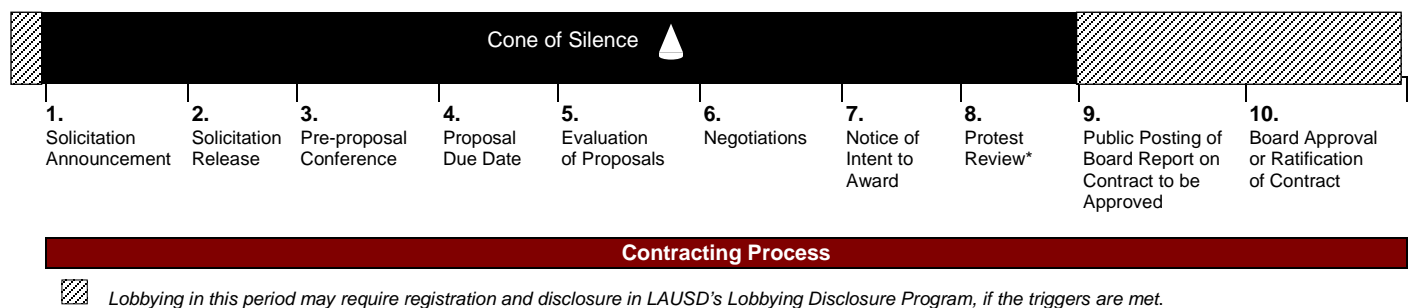 Cone of Silence
1.
Solicitation
Announcement
2.
Solicitation
Release
3.
Pre-proposal
Conference
4.
Proposal
Due Date
5.
Evaluation
of Proposals
6.
Negotiations
7.
Notice of
Intent to
Award
8.
Protest
Review*
9.
Public Posting of
Board Report on
Contract to be
Approved
10.
Board Approval
or Ratification
of Contract
Contracting Process
Lobbying in this period may require registration and disclosure in LAUSD's Lobbying Disclosure Program, if the triggers are met.